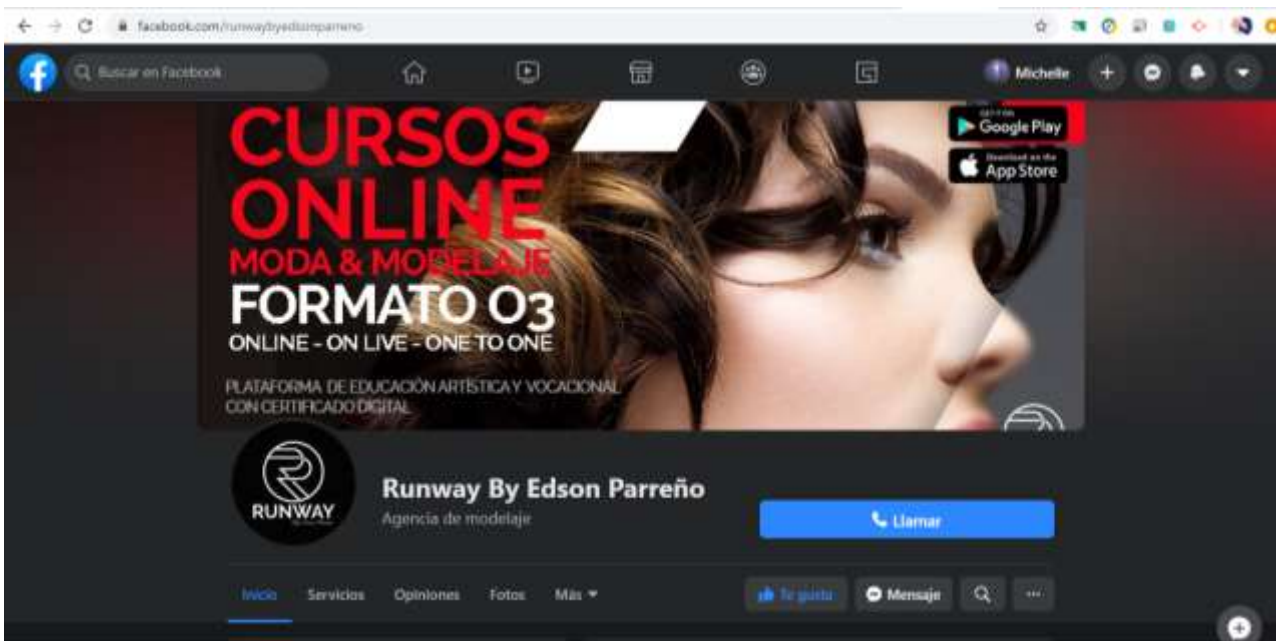 facebook.com/runwaybyedsonparreno
Buscar en Facebook
Michelle
CURSOS
ONLINE
MODA & MODELAJE
FORMATO O3
ONLINE - ON LIVE - ONE TO ONE
PLATAFORMA DE EDUCACIÓN ARTÍSTICA Y VOCACIONAL
CON CERTIFICADO DIGITAL
GET IT ON
Google Play
Download on the
App Store
RUNWAY
Runway By Edson Parreño
Agencia de modelaje
Llamar
Inicio Servicios Opiniones Fotos Más
Te gusta Mensaje